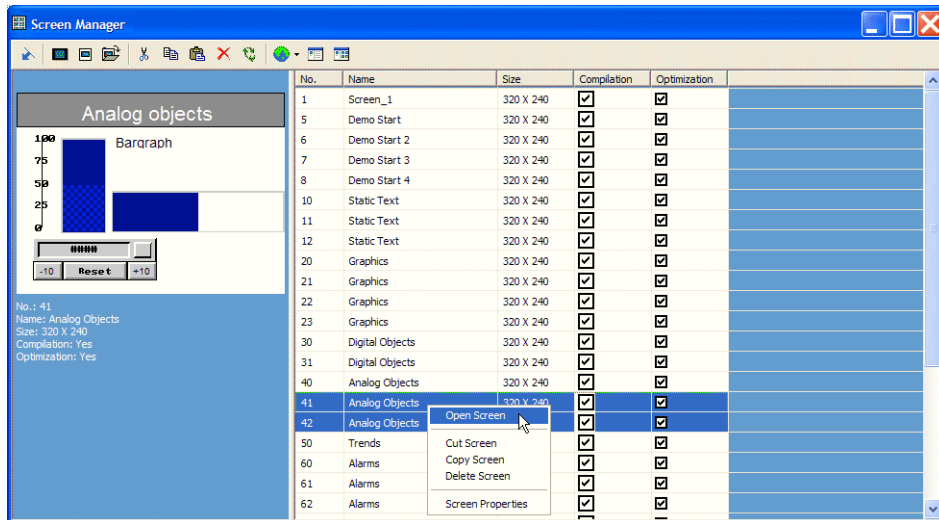 Screen Manager
No. Name Size Compilation Optimization
Analog objects
100
75
50
25
0
Bargraph
####
-10 Reset +10
No.: 41
Name: Analog Objects
Size: 320 X 240
Compilation: Yes
Optimization: Yes
1 Screen_1 320 X 240
5 Demo Start 320 X 240
6 Demo Start 2 320 X 240
7 Demo Start 3 320 X 240
8 Demo Start 4 320 X 240
10 Static Text 320 X 240
11 Static Text 320 X 240
12 Static Text 320 X 240
20 Graphics 320 X 240
21 Graphics 320 X 240
22 Graphics 320 X 240
23 Graphics 320 X 240
30 Digital Objects 320 X 240
31 Digital Objects 320 X 240
40 Analog Objects 320 X 240
41 Analog Objects 320 X 240
42 Analog Objects
50 Trends
60 Alarms
61 Alarms
62 Alarms
Open Screen
Cut Screen
Copy Screen
Delete Screen
Screen Properties